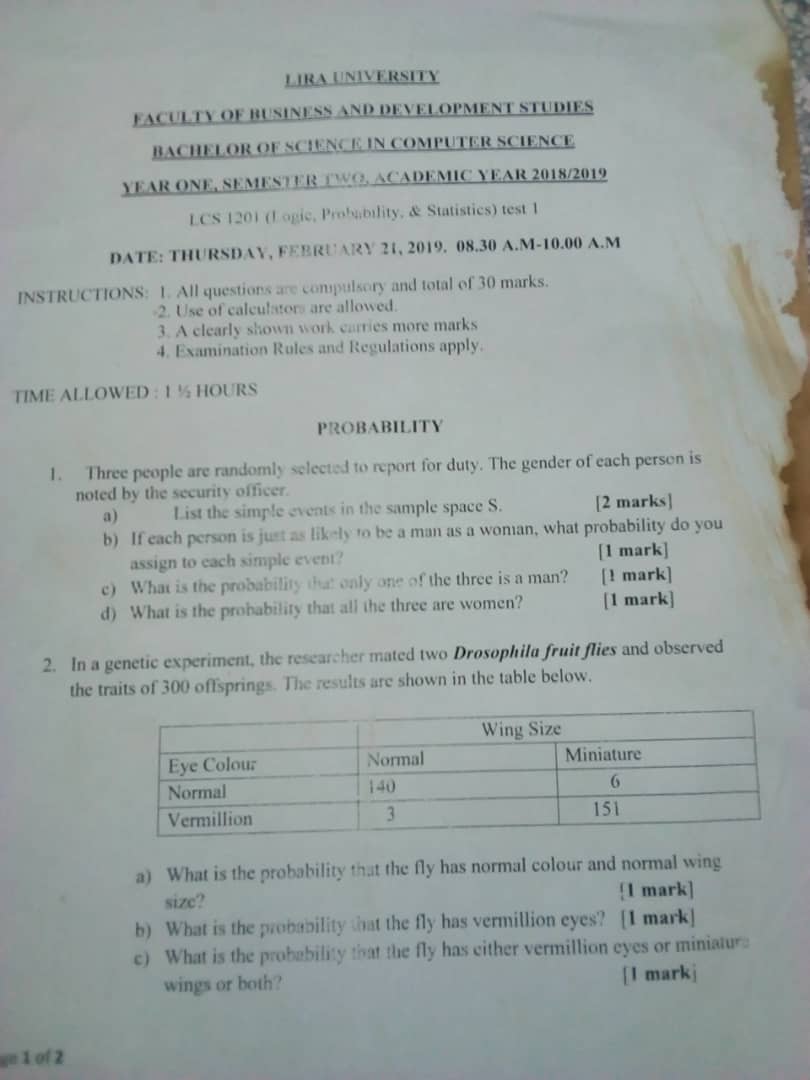 LIRA UNIVERSITY
FACULTY OF BUSINESS AND DEVELOPMENT STUDIES
BACHELOR OF SCIENCE IN COMPUTER SCIENCE
YEAR ONE, SEMESTER TWO, ACADEMIC YEAR 2018/2019
LCS 1201 (Logic, Probability, & Statistics) test 1
DATE: THURSDAY, FEBRUARY 21, 2019. 08.30 A.M-10.00 A.M
INSTRUCTIONS: 1. All questions are compulsory and total of 30 marks.
2. Use of calculators are allowed.
3. A clearly shown work carries more marks
4. Examination Rules and Regulations apply.
TIME ALLOWED : 1 ½ HOURS
PROBABILITY
1. Three people are randomly selected to report for duty. The gender of each person is
noted by the security officer.
a) List the simple events in the sample space S. [2 marks]
b) If each person is just as likely to be a man as a woman, what probability do you
assign to each simple event? [1 mark]
c) What is the probability that only one of the three is a man? [1 mark]
d) What is the probability that all the three are women? [1 mark]
2. In a genetic experiment, the researcher mated two Drosophila fruit flies and observed
the traits of 300 offsprings. The results are shown in the table below.
Wing Size
Eye Colour Normal Miniature
Normal 140 6
Vermillion 3 151
a) What is the probability that the fly has normal colour and normal wing
size? [1 mark]
b) What is the probability that the fly has vermillion eyes? [1 mark]
c) What is the probability that the fly has either vermillion eyes or miniature
wings or both? [1 mark]
1 of 2